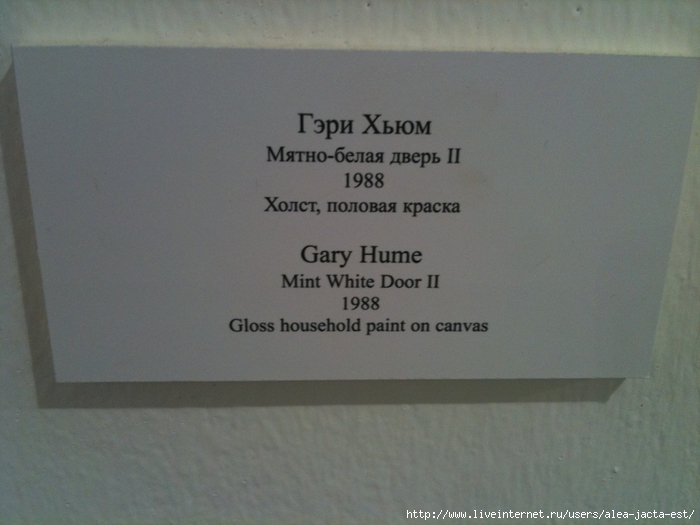 Гэри Хьюм
Мятно-белая дверь II
1988
Холст, половая краска
Gary Hume
Mint White Door II
1988
Gloss household paint on canvas
http://www.liveinternet.ru/users/alea-jacta-est/